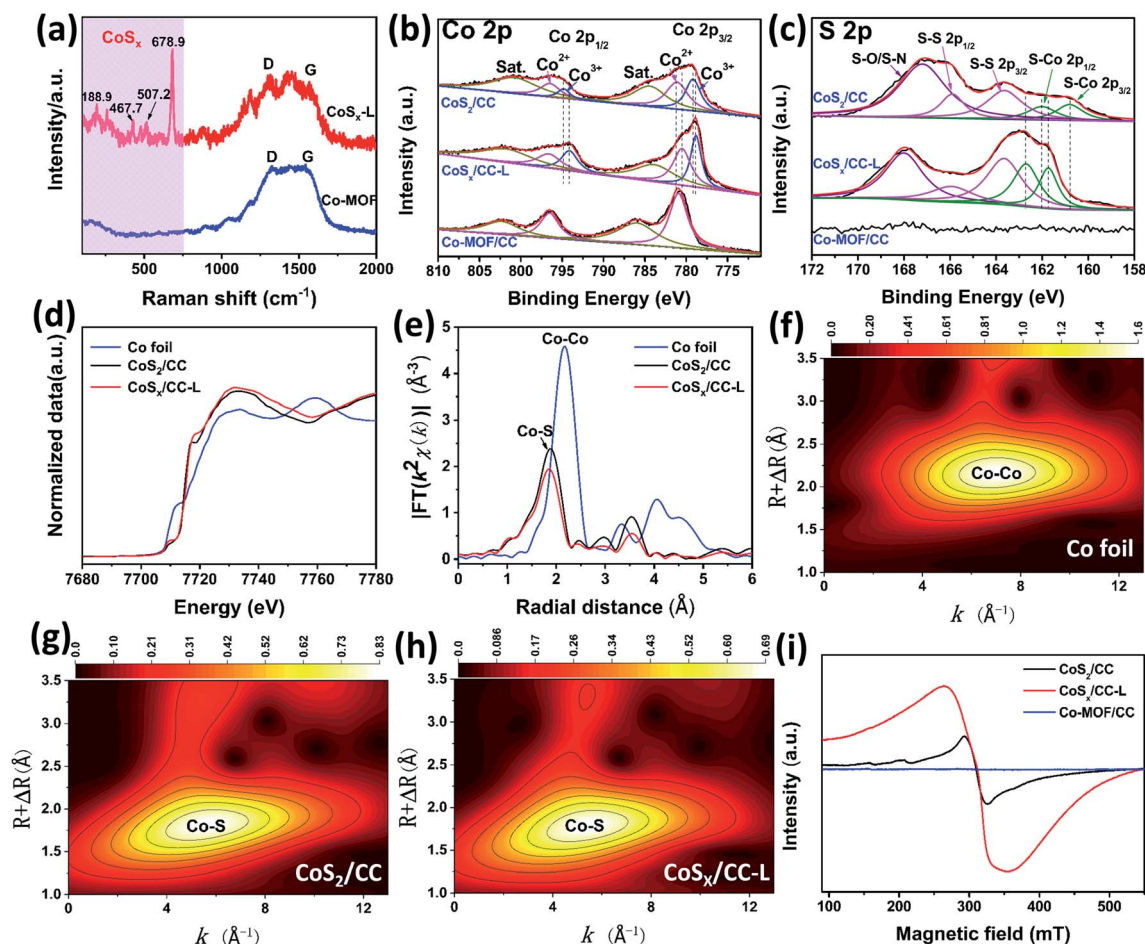 (a)
CoSx
678.9
188.9
467.7
507.2
D
G
CoSx-L
D
G
Co-MOF
Intensity/a.u.
500 1000 1500 2000
Raman shift (cm-1)
(b)
Co 2p
Co 2p1/2
Co 2p3/2
Sat.
Co2+
Co3+
Sat.
Co2+
Co3+
CoS2/CC
CoSx/CC-L
Co-MOF/CC
Intensity (a.u.)
810 805 800 795 790 785 780 775
Binding Energy (eV)
(c)
S 2p
S-O/S-N
S-S 2p1/2
S-S 2p3/2
S-Co 2p1/2
S-Co 2p3/2
CoS2/CC
CoSx/CC-L
Co-MOF/CC
Intensity (a.u.)
172 170 168 166 164 162 160 158
Binding Energy (eV)
(d)
Co foil
CoS2/CC
CoSx/CC-L
Normalized data(a.u.)
7680 7700 7720 7740 7760 7780
Energy (eV)
(e)
Co-Co
Co-S
Co foil
CoS2/CC
CoSx/CC-L
|FT(k2χ(k))| (Å-3)
5
4
3
2
1
0
0 1 2 3 4 5 6
Radial distance (Å)
(f)
0.0 0.20 0.41 0.61 0.81 1.0 1.2 1.4 1.6
R+ΔR (Å)
3.5
3.0
2.5
2.0
1.5
1.0
Co-Co
Co foil
0 4 8 12
k (Å-1)
(g)
0.0 0.10 0.21 0.31 0.42 0.52 0.63 0.73 0.83
R+ΔR (Å)
3.5
3.0
2.5
2.0
1.5
1.0
Co-S
CoS2/CC
0 4 8 12
k (Å-1)
(h)
0.0 0.086 0.17 0.26 0.34 0.43 0.52 0.60 0.69
R+ΔR (Å)
3.5
3.0
2.5
2.0
1.5
1.0
Co-S
CoSX/CC-L
0 4 8 12
k (Å-1)
(i)
CoS2/CC
CoSx/CC-L
Co-MOF/CC
Intensity (a.u.)
100 200 300 400 500
Magnetic field (mT)